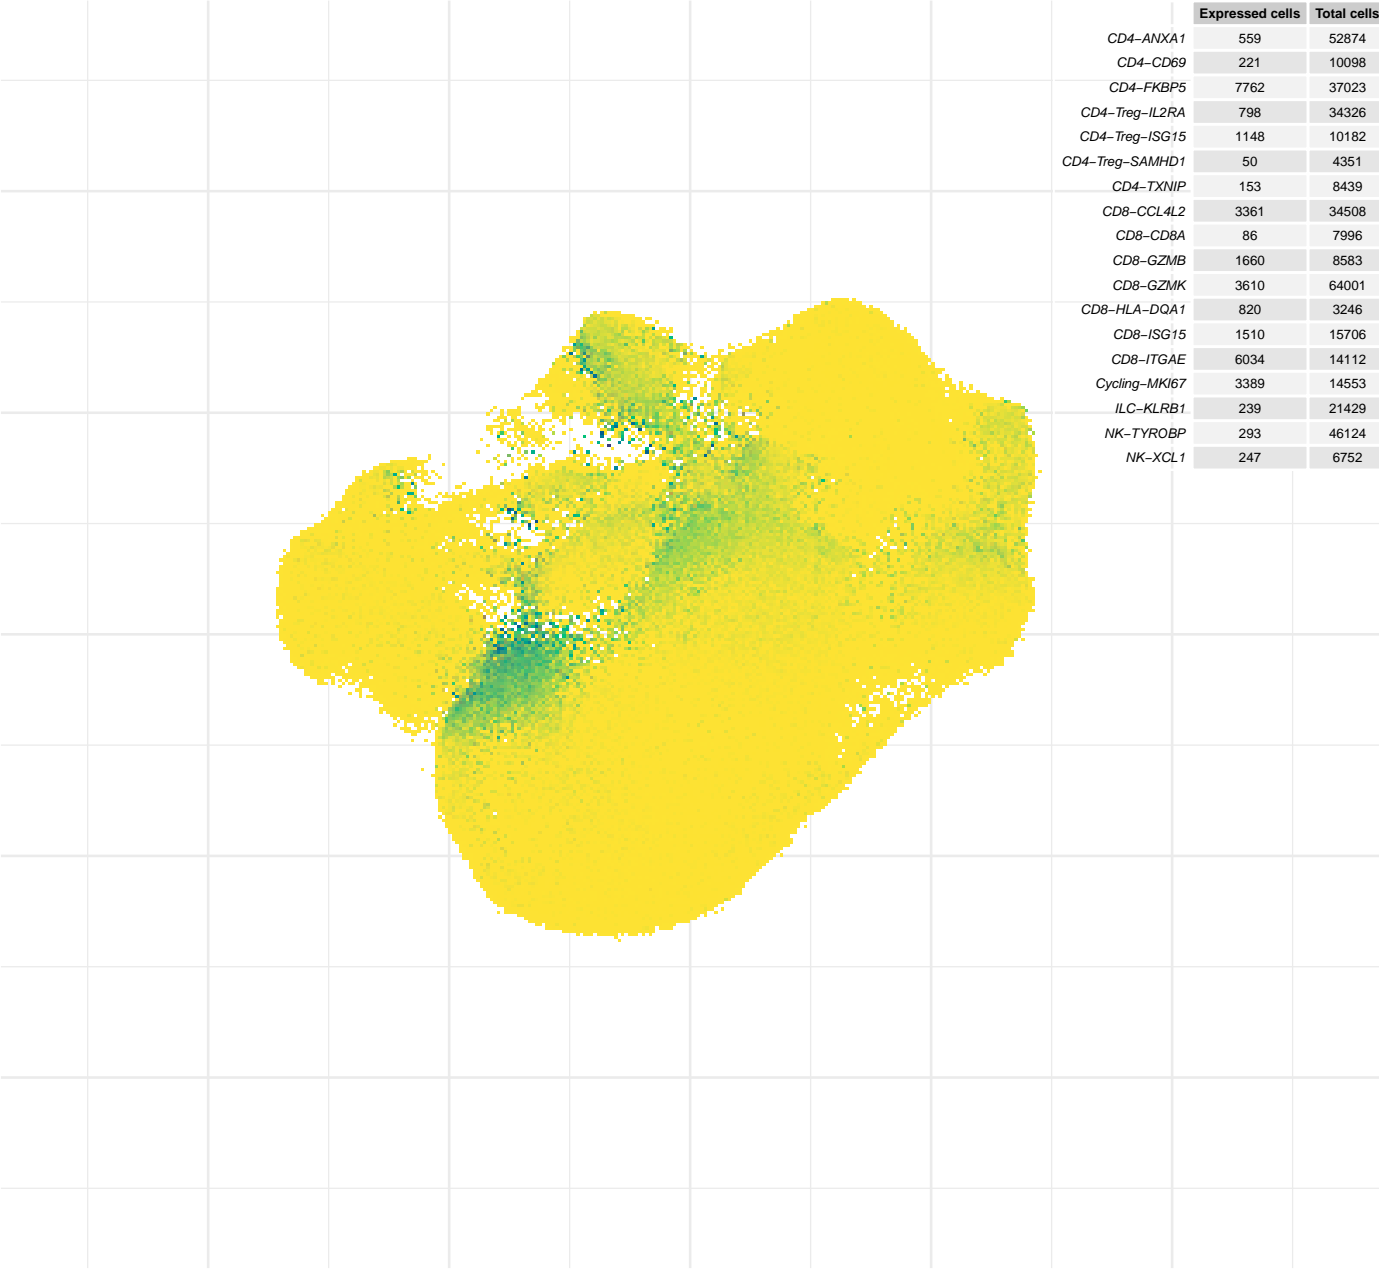 Expressed cells Total cells
CD4−ANXA1 559 52874
CD4−CD69 221 10098
CD4−FKBP5 7762 37023
CD4−Treg−IL2RA 798 34326
CD4−Treg−ISG15 1148 10182
CD4−Treg−SAMHD1 50 4351
CD4−TXNIP 153 8439
CD8−CCL4L2 3361 34508
CD8−CD8A 86 7996
CD8−GZMB 1660 8583
CD8−GZMK 3610 64001
CD8−HLA−DQA1 820 3246
CD8−ISG15 1510 15706
CD8−ITGAE 6034 14112
Cycling−MKI67 3389 14553
ILC−KLRB1 239 21429
NK−TYROBP 293 46124
NK−XCL1 247 6752